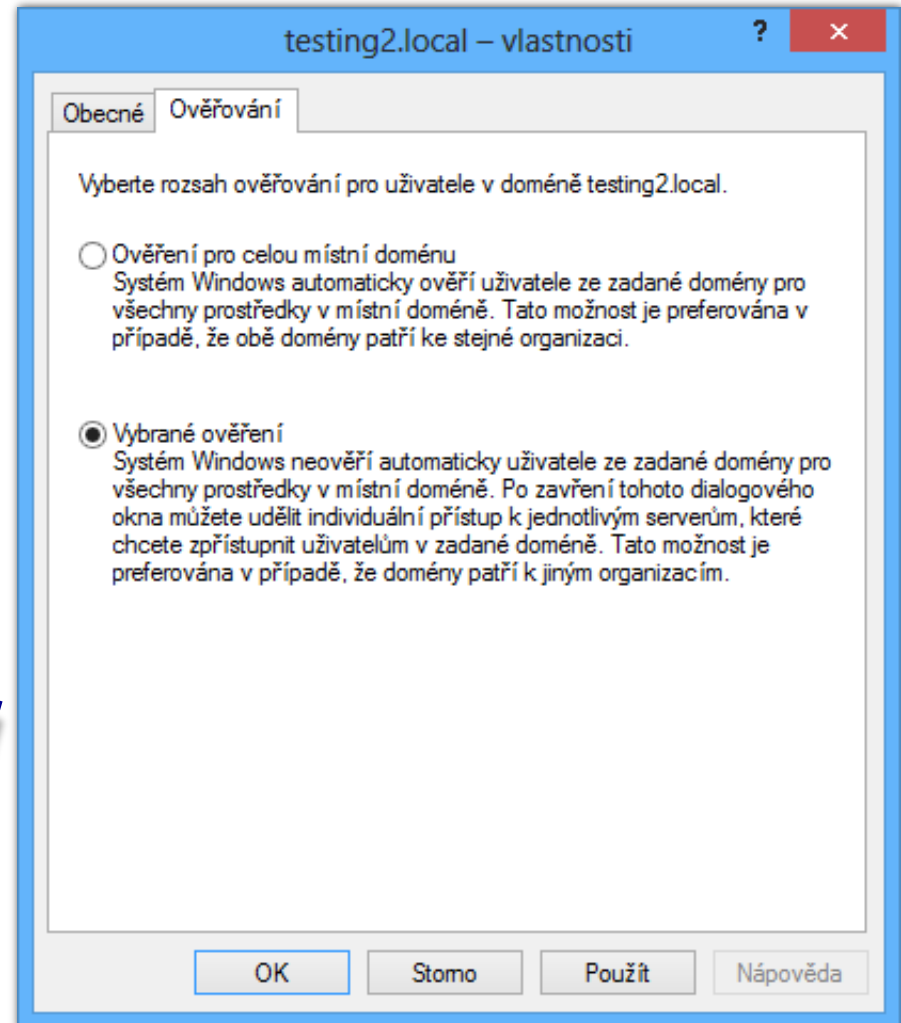 testing2.local – vlastnosti
?
×
Obecné
Ověřování
Vyberte rozsah ověřování pro uživatele v doméně testing2.local.
Ověření pro celou místní doménu
Systém Windows automaticky ověří uživatele ze zadané domény pro
všechny prostředky v místní doméně. Tato možnost je preferována v
případě, že obě domény patří ke stejné organizaci.
Vybrané ověření
Systém Windows neověří automaticky uživatele ze zadané domény pro
všechny prostředky v místní doméně. Po zavření tohoto dialogového
okna můžete udělit individuální přístup k jednotlivým serverům, které
chcete zpřístupnit uživatelům v zadané doméně. Tato možnost je
preferována v případě, že domény patří k jiným organizacím.
OK
Storno
Použít
Nápověda